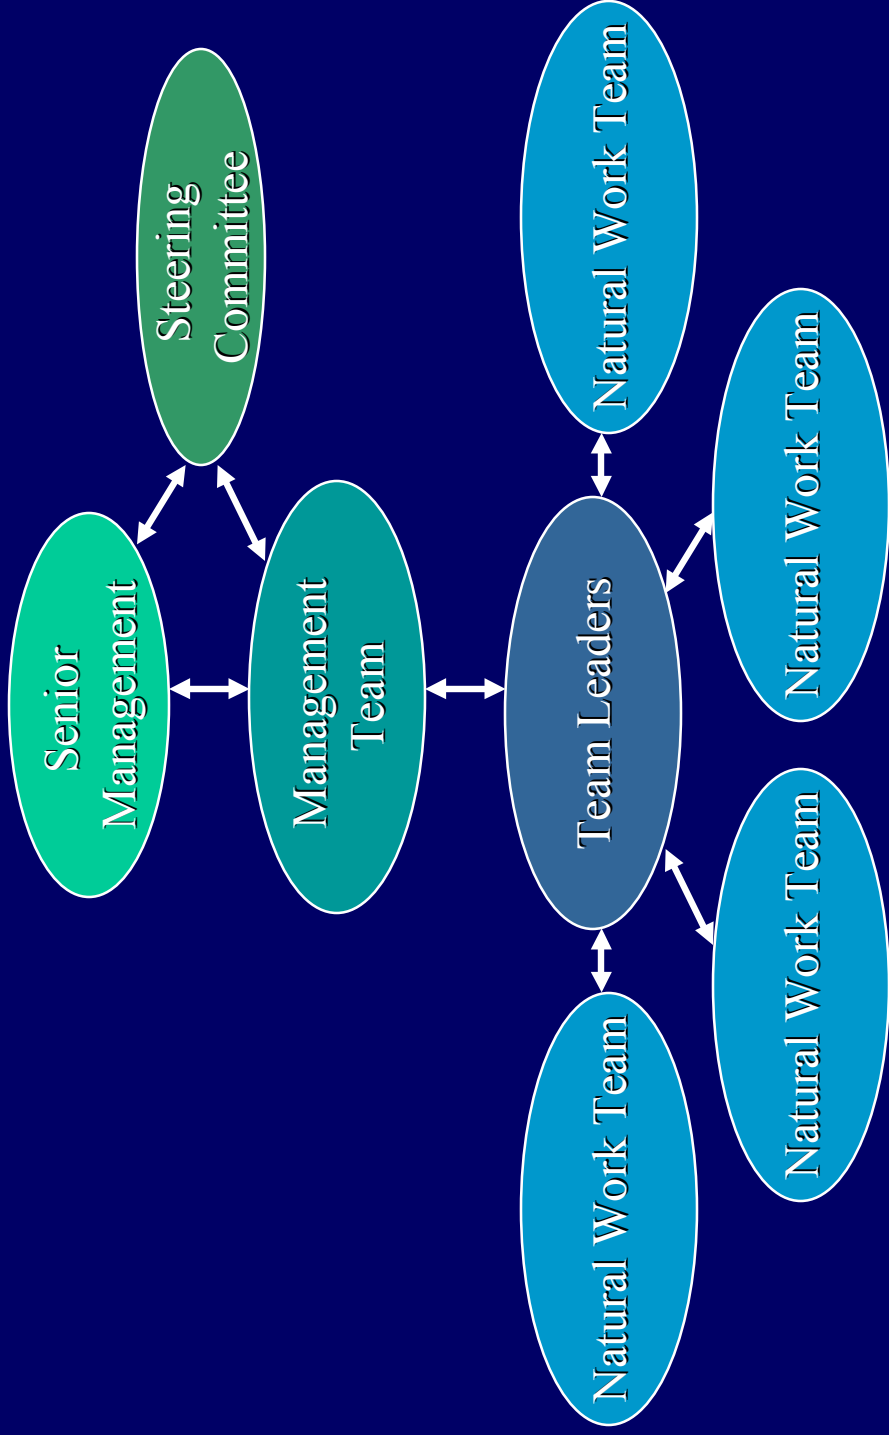 Senior
Management
Steering
Committee
Management
Team
Team Leaders
Natural Work Team
Natural Work Team
Natural Work Team
Natural Work Team